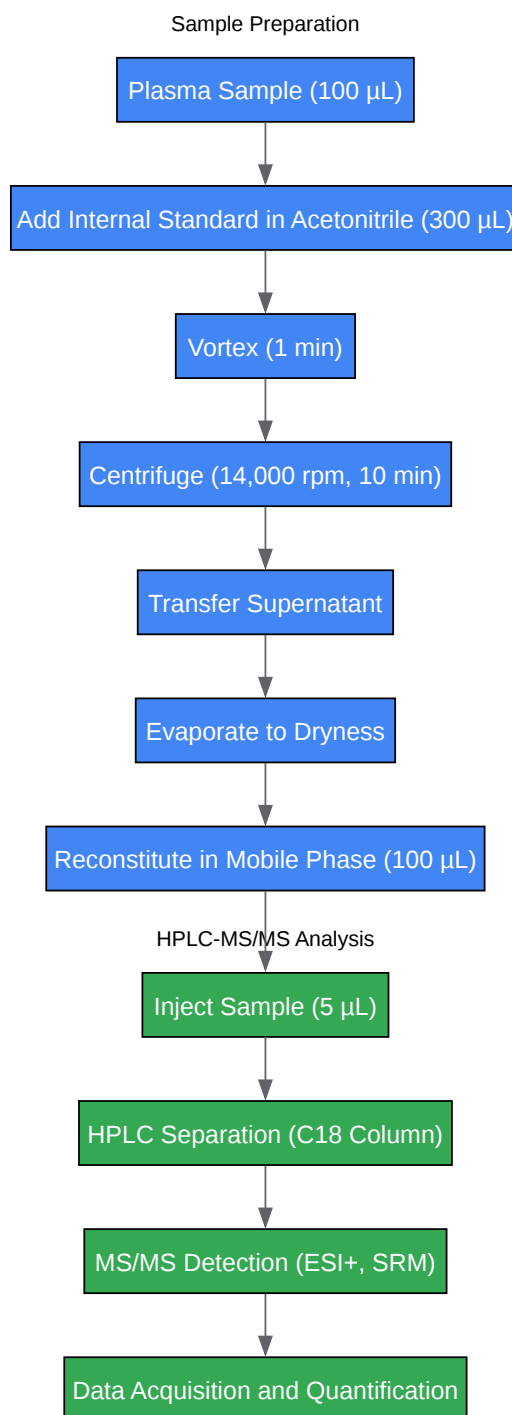 Sample Preparation
Plasma Sample (100 µL)
Add Internal Standard in Acetonitrile (300 µL)
Vortex (1 min)
Centrifuge (14,000 rpm, 10 min)
Transfer Supernatant
Evaporate to Dryness
Reconstitute in Mobile Phase (100 µL)
HPLC-MS/MS Analysis
Inject Sample (5 µL)
HPLC Separation (C18 Column)
MS/MS Detection (ESI+, SRM)
Data Acquisition and Quantification